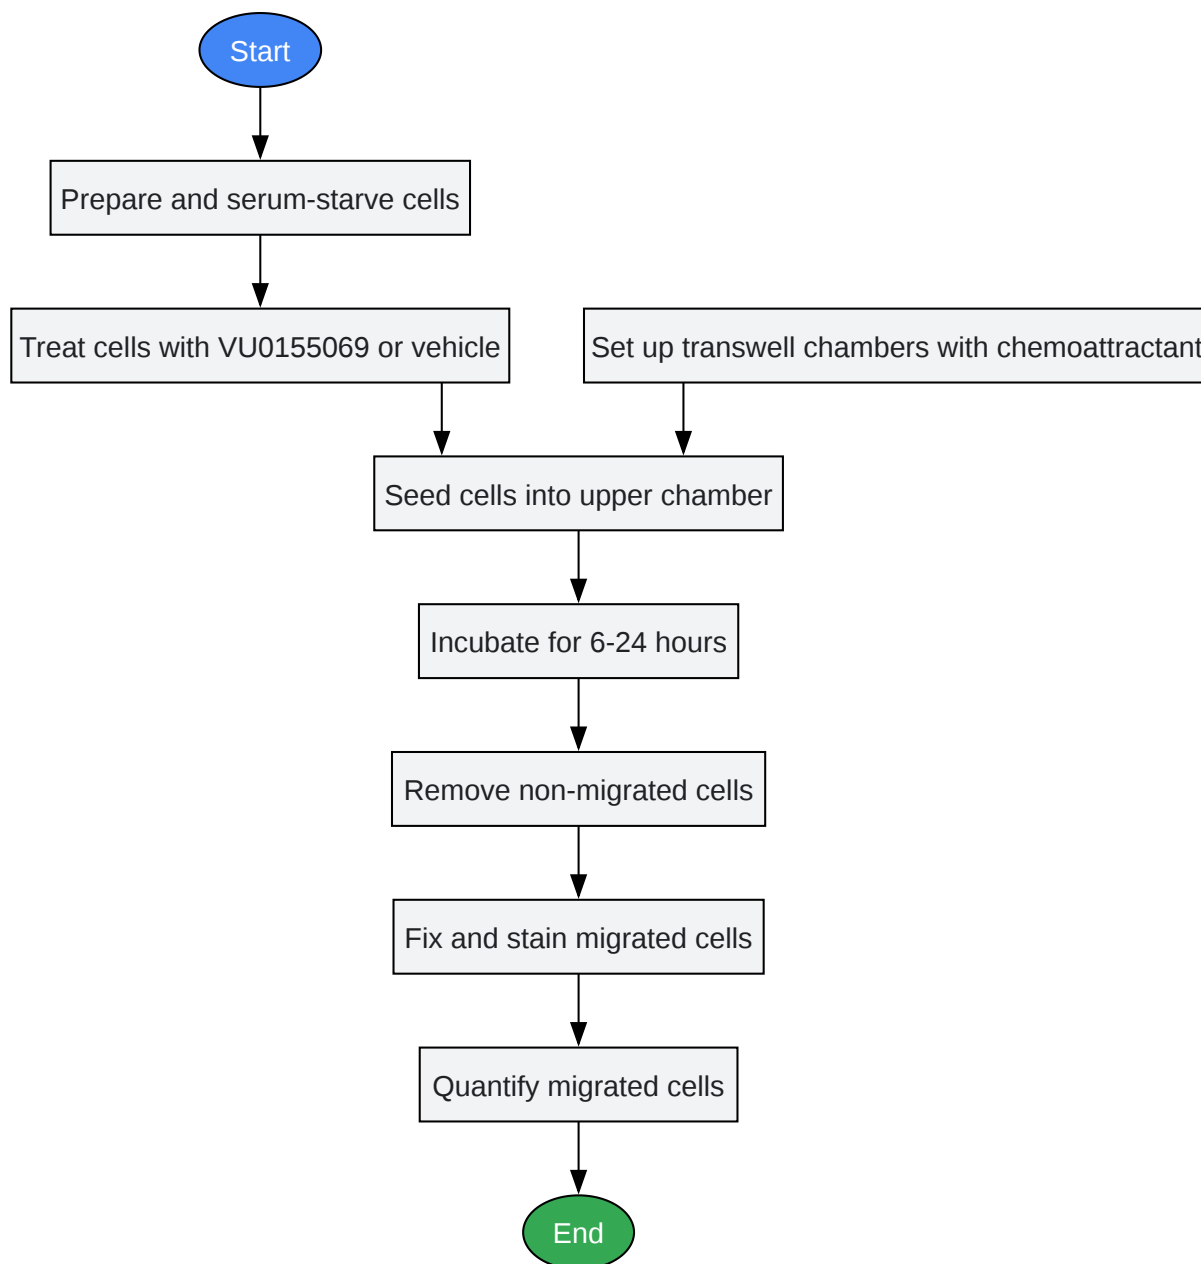 Start
Prepare and serum-starve cells
Treat cells with VU0155069 or vehicle
Set up transwell chambers with chemoattractant
Seed cells into upper chamber
Incubate for 6-24 hours
Remove non-migrated cells
Fix and stain migrated cells
Quantify migrated cells
End